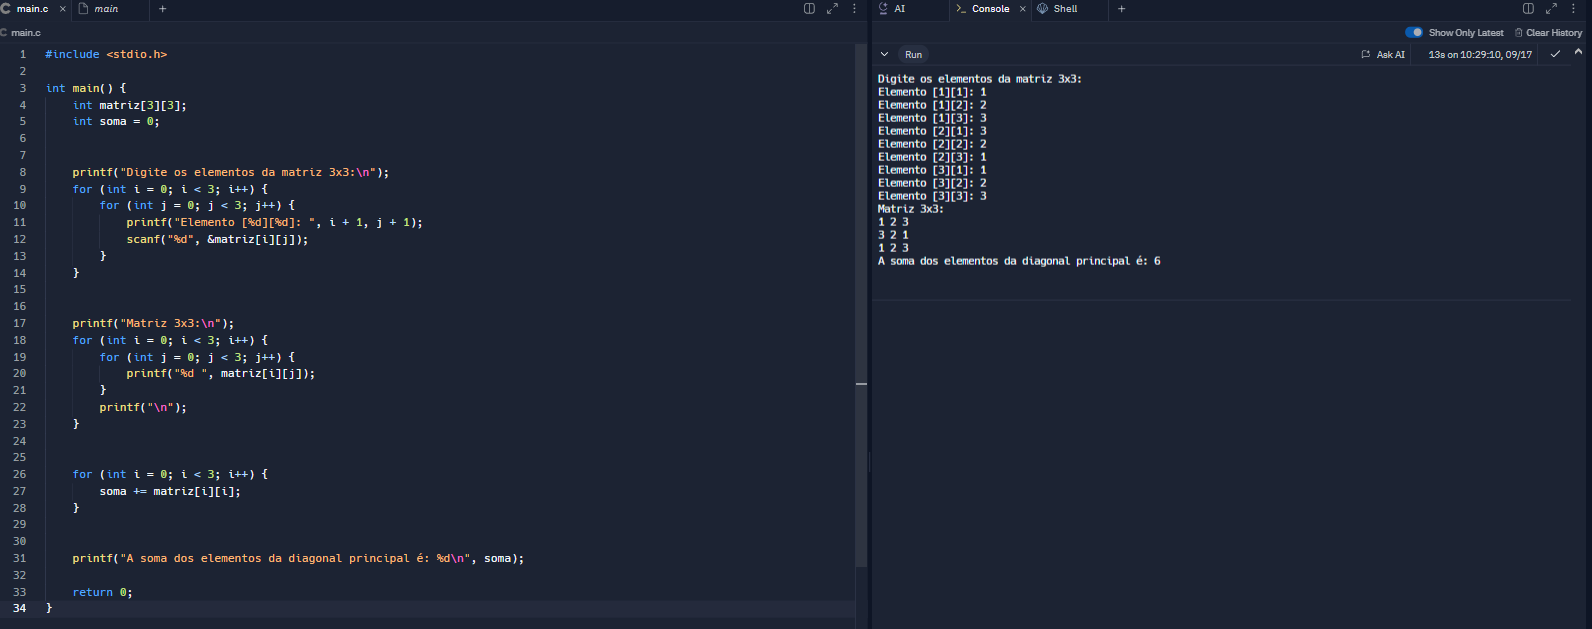 main.c × main +
main.c
1 #include <stdio.h>
2
3 int main() {
4 int matriz[3][3];
5 int soma = 0;
6
7
8 printf("Digite os elementos da matriz 3x3:\n");
9 for (int i = 0; i < 3; i++) {
10 for (int j = 0; j < 3; j++) {
11 printf("Elemento [%d][%d]: ", i + 1, j + 1);
12 scanf("%d", &matriz[i][j]);
13 }
14 }
15
16
17 printf("Matriz 3x3:\n");
18 for (int i = 0; i < 3; i++) {
19 for (int j = 0; j < 3; j++) {
20 printf("%d ", matriz[i][j]);
21 }
22 printf("\n");
23 }
24
25
26 for (int i = 0; i < 3; i++) {
27 soma += matriz[i][i];
28 }
29
30
31 printf("A soma dos elementos da diagonal principal é: %d\n", soma);
32
33 return 0;
34 }
AI >_ Console × Shell +
Show Only Latest Clear History
Run Ask AI 13s on 10:29:10, 09/17
Digite os elementos da matriz 3x3:
Elemento [1][1]: 1
Elemento [1][2]: 2
Elemento [1][3]: 3
Elemento [2][1]: 3
Elemento [2][2]: 2
Elemento [2][3]: 1
Elemento [3][1]: 1
Elemento [3][2]: 2
Elemento [3][3]: 3
Matriz 3x3:
1 2 3
3 2 1
1 2 3
A soma dos elementos da diagonal principal é: 6